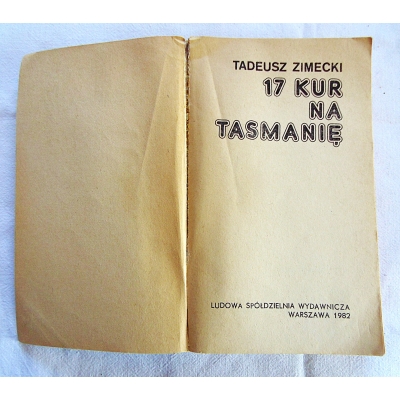 TADEUSZ ZIMECKI
17 KUR
NA
TASMANIĘ
LUDOWA SPÓŁDZIELNIA WYDAWNICZA
WARSZAWA 1982